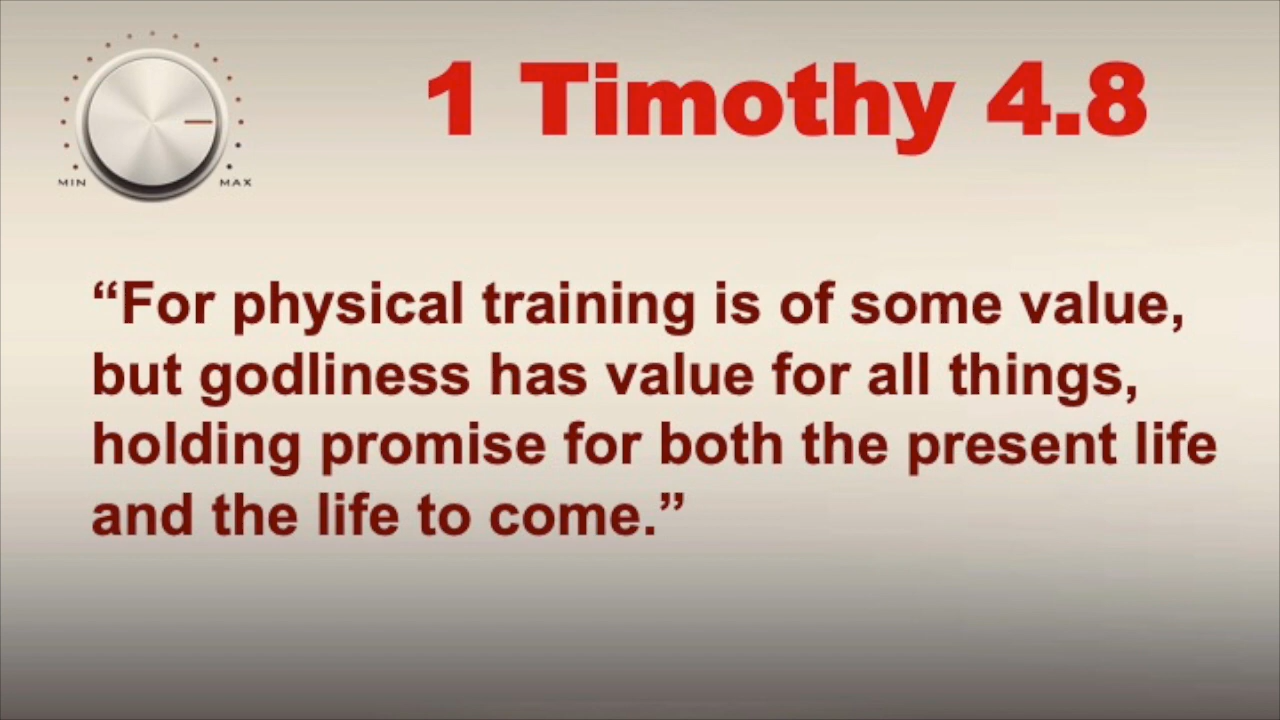 1 Timothy 4.8
MIN MAX
“For physical training is of some value,
but godliness has value for all things,
holding promise for both the present life
and the life to come.”